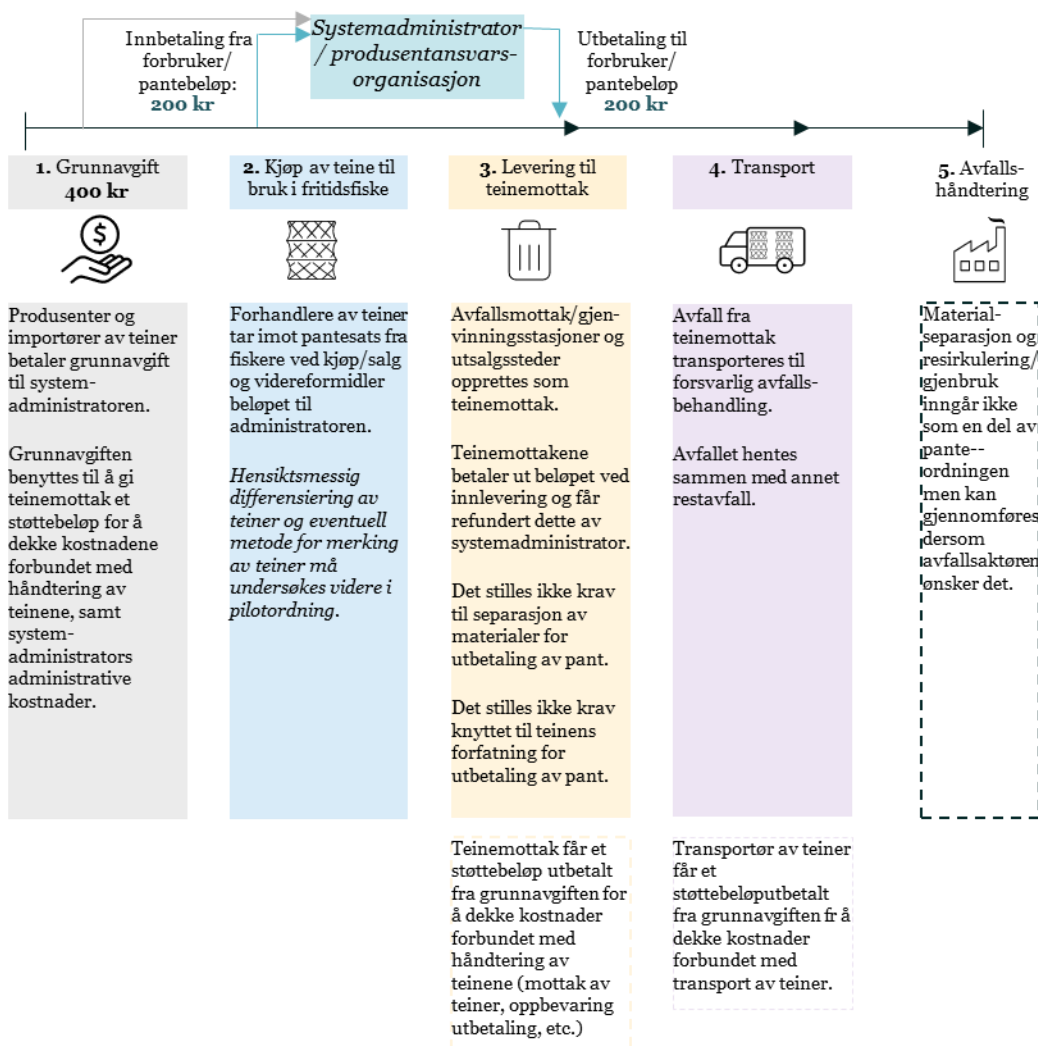 Innbetaling fra
forbruker/
pantebeløp:
200 kr
Systemadministrator
/ produsentansvars-
organisasjon
Utbetaling til
forbruker/
pantebeløp
200 kr
1. Grunnavgift
400 kr
$
Produsenter og
importører av teiner
betaler grunnavgift
til system-
administratoren.
Grunnavgiften
benyttes til å gi
teinemottak et
støttebeløp for å
dekke kostnadene
forbundet med
håndtering av
teinene, samt
system-
administrators
administrative
kostnader.
2. Kjøp av teine til
bruk i fritidsfiske
Forhandlere av teiner
tar imot pantesats fra
fiskere ved kjøp/salg
og videreformidler
beløpet til
administratoren.
Hensiktsmessig
differensiering av
teiner og eventuell
metode for merking
av teiner må
undersøkes videre i
pilotordning.
3. Levering til
teinemottak
Avfallsmottak/gjen-
vinningsstasjoner og
utsalgssteder
opprettes som
teinemottak.
Teinemottakene
betaler ut beløpet ved
innlevering og får
refundert dette av
systemadministrator.
Det stilles ikke krav
til separasjon av
materialer for
utbetaling av pant.
Det stilles ikke krav
knyttet til teinens
forfatning for
utbetaling av pant.
Teinemottak får et
støttebeløp utbetalt
fra grunnavgiften for
å dekke kostnader
forbundet med
håndtering av
teinene (mottak av
teiner, oppbevaring
utbetaling, etc.)
4. Transport
Avfall fra
teinemottak
transporteres til
forsvarlig avfalls-
behandling.
Avfallet hentes
sammen med annet
restavfall.
Transportør av teiner
får et
støttebeløputbetalt
fra grunnavgiften fr å
dekke kostnader
forbundet med
transport av teiner.
5. Avfalls-
håndtering
Material-
separasjon og
resirkulering/
gjenbruk
inngår ikke
som en del av
pante--
ordningen
men kan
gjennomføres
dersom
avfallsaktøren
ønsker det.